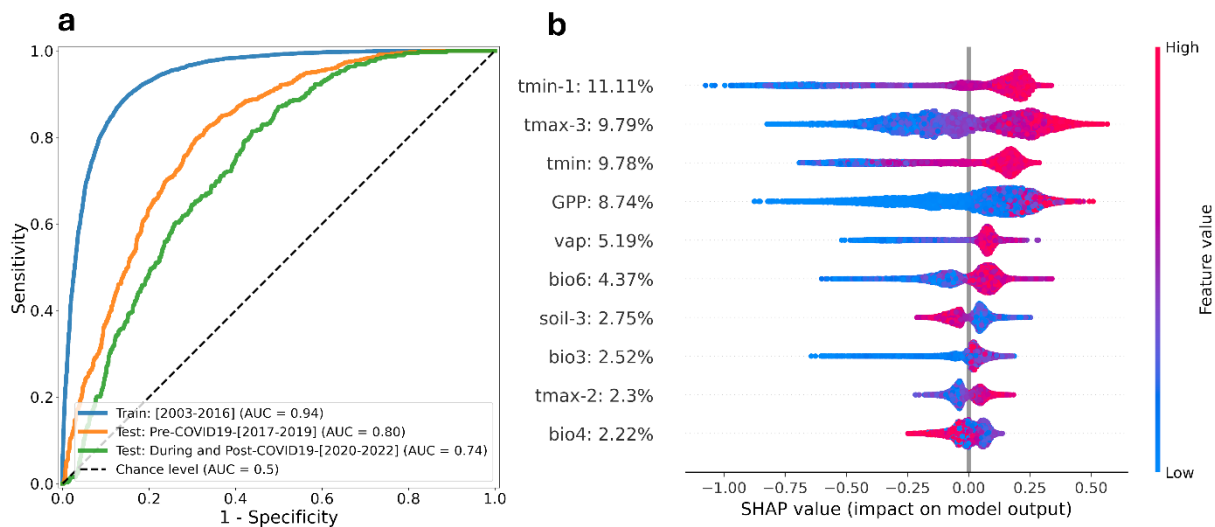 a
1.0
0.8
0.6
0.4
0.2
0.0
Sensitivity
Train: [2003-2016] (AUC = 0.94)
Test: Pre-COVID19-[2017-2019] (AUC = 0.80)
Test: During and Post-COVID19-[2020-2022] (AUC = 0.74)
Chance level (AUC = 0.5)
0.0 0.2 0.4 0.6 0.8 1.0
1 - Specificity
b
tmin-1: 11.11%
tmax-3: 9.79%
tmin: 9.78%
GPP: 8.74%
vap: 5.19%
bio6: 4.37%
soil-3: 2.75%
bio3: 2.52%
tmax-2: 2.3%
bio4: 2.22%
−1.00 −0.75 −0.50 −0.25 0.00 0.25 0.50
SHAP value (impact on model output)
High
Feature value
Low